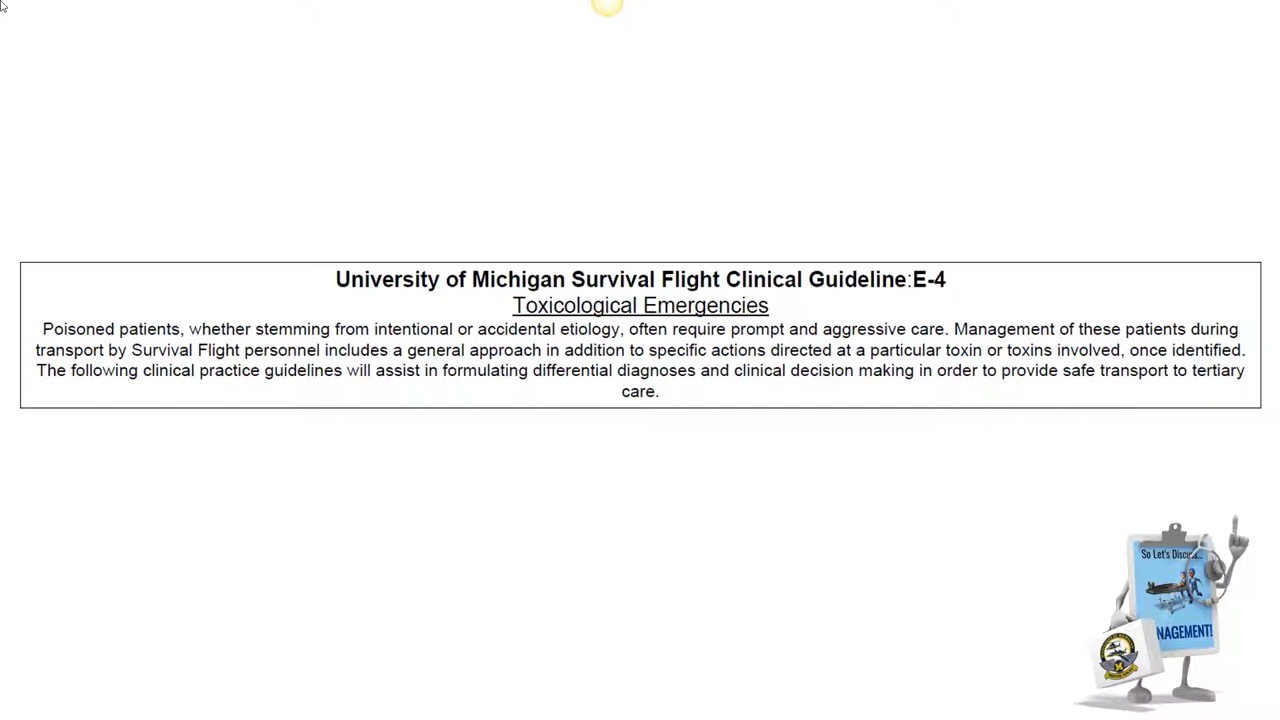 University of Michigan Survival Flight Clinical Guideline:E-4
Toxicological Emergencies
Poisoned patients, whether stemming from intentional or accidental etiology, often require prompt and aggressive care. Management of these patients during
transport by Survival Flight personnel includes a general approach in addition to specific actions directed at a particular toxin or toxins involved, once identified.
The following clinical practice guidelines will assist in formulating differential diagnoses and clinical decision making in order to provide safe transport to tertiary
care.
So Let's Discuss...
NAGEMENT!